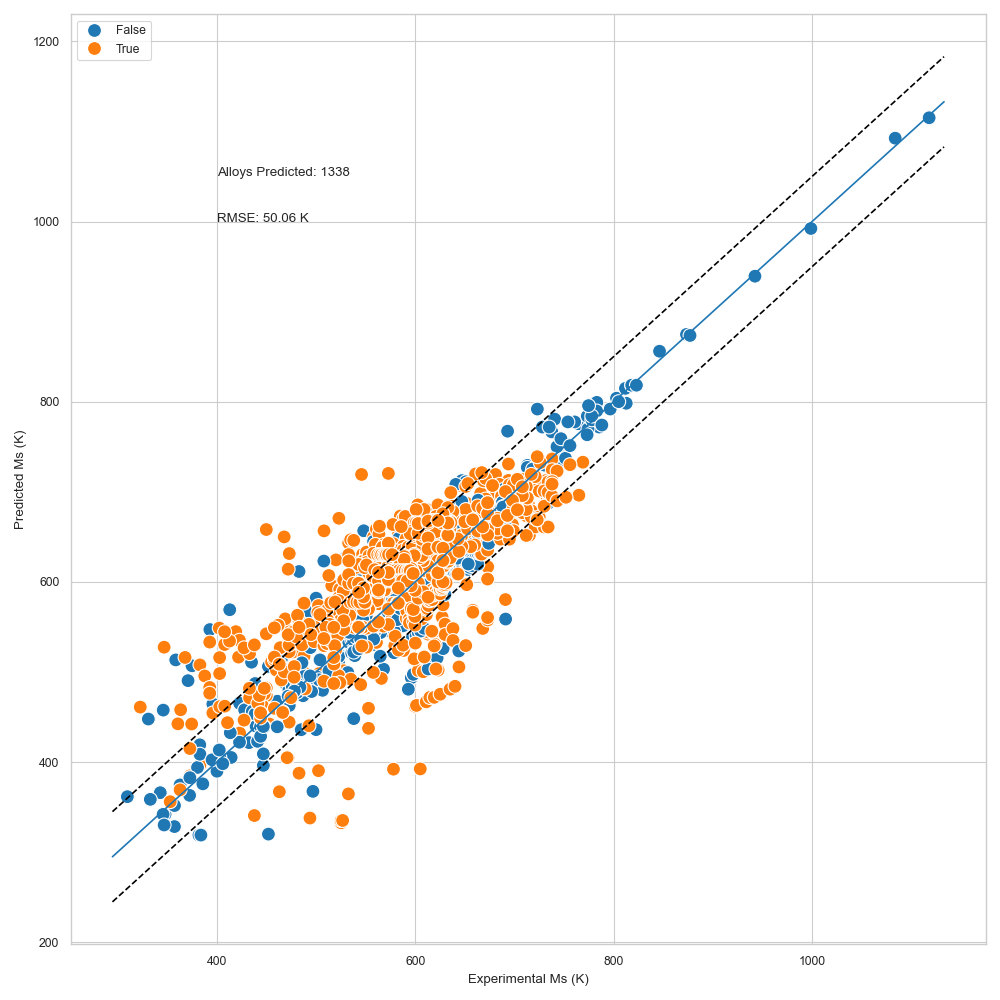 False
True
Alloys Predicted: 1338
RMSE: 50.06 K
1200
1000
800
600
400
200
Predicted Ms (K)
400
600
800
1000
Experimental Ms (K)